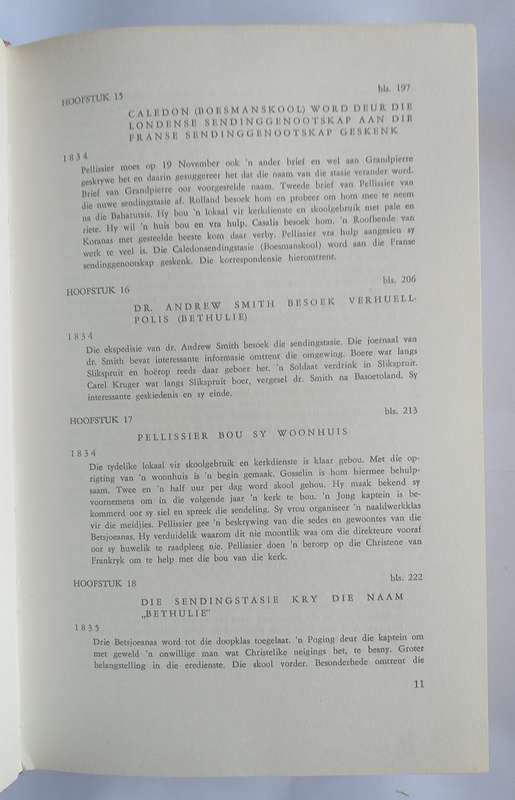 HOOFSTUK 15
bls. 197
CALEDON (BOESMANSKOOL) WORD DEUR DIE
LONDENSE SENDINGGENOOTSKAP AAN DIE
FRANSE SENDINGGENOOTSKAP GESKENK
1834
Pellissier moes op 19 November ook 'n ander brief en wel aan Grandpierre
geskrywe het en daarin gesuggereer het dat die naam van die stasie verander word.
Brief van Grandpierre oor voorgestelde naam. Tweede brief van Pellissier van
die nuwe sendingstasie af. Rolland besoek hom en probeer om hom mee te neem
na die Baharutsis. Hy bou 'n lokaal vir kerkdienste en skoolgebruik met pale en
riete. Hy wil 'n huis bou en vra hulp. Casalis besoek hom. 'n Roofbende van
Koranas met gesteelde beeste kom daar verby. Pellissier vra hulp aangesien sy
werk te veel is. Die Caledonsendingstasie (Boesmanskool) word aan die Franse
sendinggenootskap geskenk. Die korrespondensie hieromtrent.
bls. 206
HOOFSTUK 16
DR. ANDREW SMITH BESOEK VERHUELL-
POLIS (BETHULIE)
1834
Die ekspedisie van dr. Andrew Smith besoek die sendingstasie. Die joernaal van
dr. Smith bevat interessante informasie omtrent die omgewing. Boere wat langs
Slikspruit en hoërop reeds daar geboer het. 'n Soldaat verdrink in Slikspruit.
Carel Kruger wat langs Slikspruit boer, vergesel dr. Smith na Basoetoland. Sy
interessante geskiedenis en sy einde.
bls. 213
HOOFSTUK 17
PELLISSIER BOU SY WOONHUIS
1834
Die tydelike lokaal vir skoolgebruik en kerkdienste is klaar gebou. Met die op-
rigting van 'n woonhuis is 'n begin gemaak. Gosselin is hom hiermee behulp-
saam. Twee en 'n half uur per dag word skool gehou. Hy maak bekend sy
voornemens om in die volgende jaar 'n kerk te bou. 'n Jong kaptein is be-
kommerd oor sy siel en spreek die sendeling. Sy vrou organiseer 'n naaldwerkklas
vir die meidjies. Pellissier gee 'n beskrywing van die sedes en gewoontes van die
Betsjoeanas. Hy verduidelik waarom dit nie moontlik was om die direkteure vooraf
oor sy huwelik te raadpleeg nie. Pellissier doen 'n beroep op die Christene van
Frankryk om te help met die bou van die kerk.
bls. 222
HOOFSTUK 18
DIE SENDINGSTASIE KRY DIE NAAM
„BETHULIE"
1835
Drie Betsjoeanas word tot die doopklas toegelaat. 'n Poging deur die kaptein om
met geweld 'n onwillige man wat Christelike neigings het, te besny. Groter
belangstelling in die eredienste. Die skool vorder. Besonderhede omtrent die
11